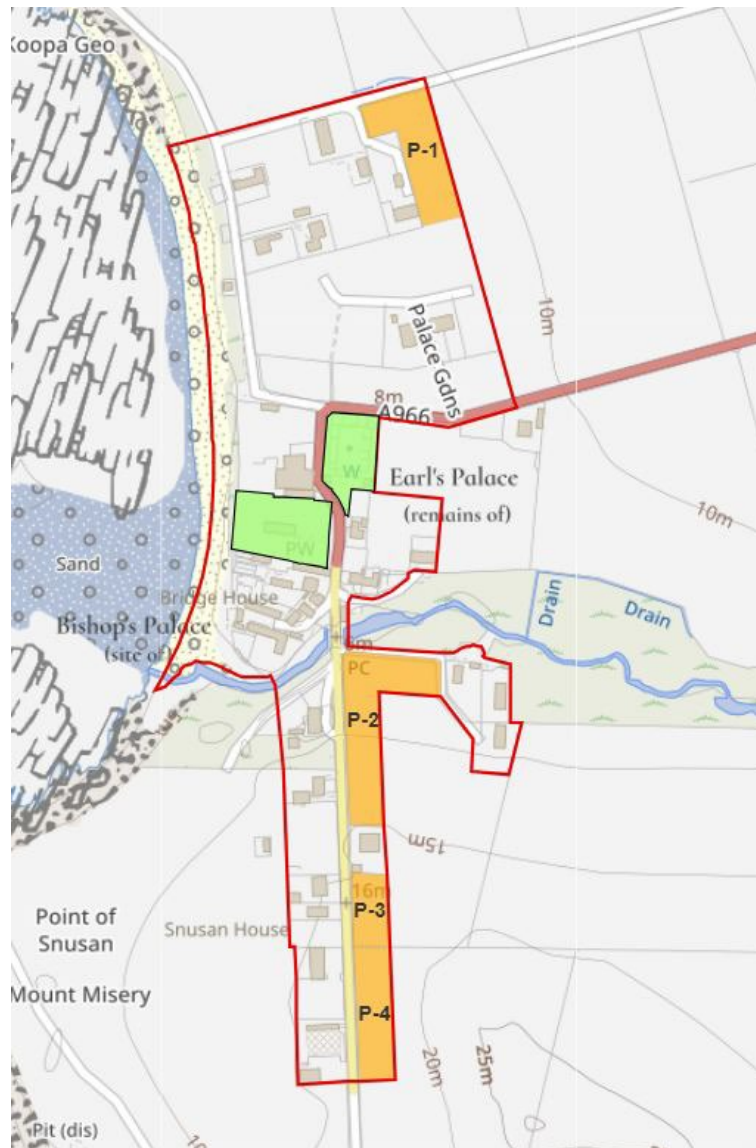 Koopa Geo
P-1
10m
Palace Gdns
8m
A966
W
Earl's Palace
(remains of)
10m
PW
Sand
Bridge House
Drain
Drain
Bishop's Palace
(site of)
PC
P-2
15m
16m
P-3
Point of
Snusan
Snusan House
Mount Misery
P-4
20m
25m
Pit (dis)